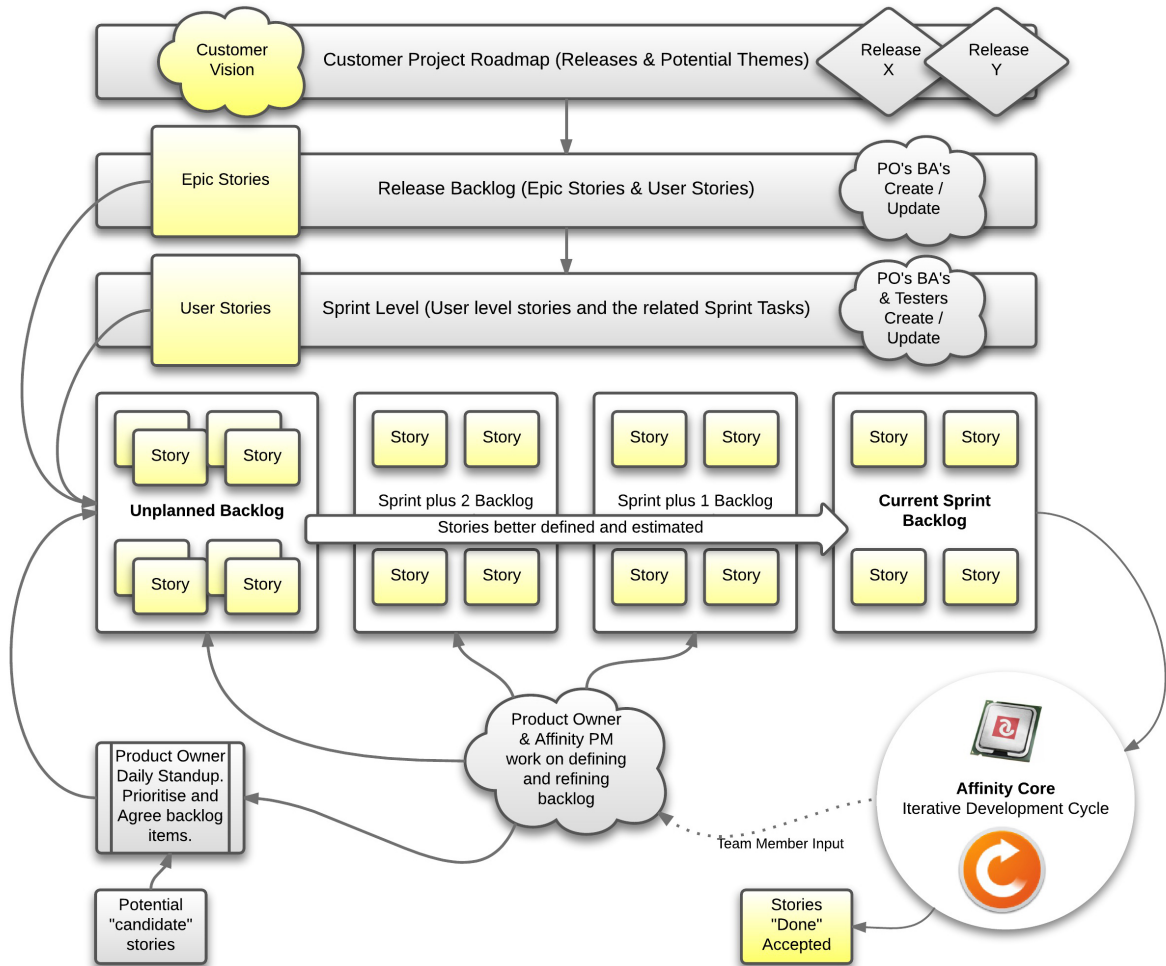 Customer
Vision
Customer Project Roadmap (Releases & Potential Themes)
Release
X
Release
Y
Epic Stories
Release Backlog (Epic Stories & User Stories)
PO's BA's
Create /
Update
User Stories
Sprint Level (User level stories and the related Sprint Tasks)
PO's BA's
& Testers
Create /
Update
Story
Story
Unplanned Backlog
Story
Story
Story
Story
Sprint plus 2 Backlog
Story
Story
Story
Story
Sprint plus 1 Backlog
Story
Story
Stories better defined and estimated
Story
Story
Current Sprint
Backlog
Story
Story
Product Owner
& Affinity PM
work on defining
and refining
backlog
Product Owner
Daily Standup.
Prioritise and
Agree backlog
items.
Potential
"candidate"
stories
Team Member Input
Affinity Core
Iterative Development Cycle
Stories
"Done"
Accepted